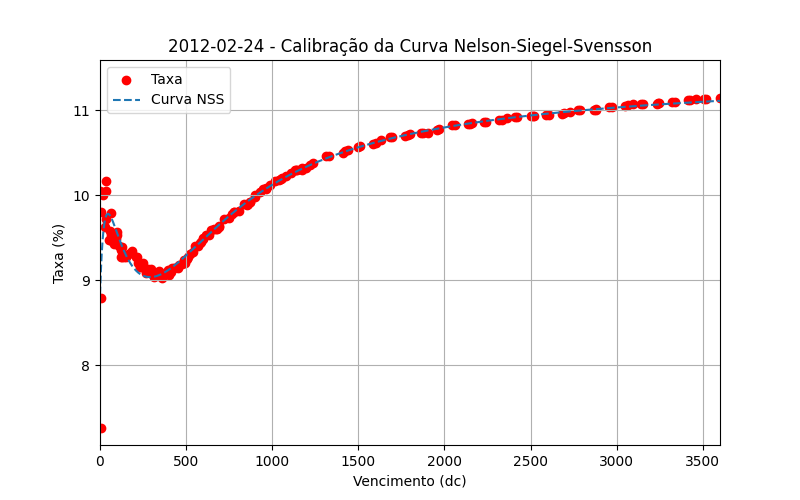 2012-02-24 - Calibração da Curva Nelson-Siegel-Svensson
Taxa
Curva NSS
Taxa (%)
11
10
9
8
0 500 1000 1500 2000 2500 3000 3500
Vencimento (dc)